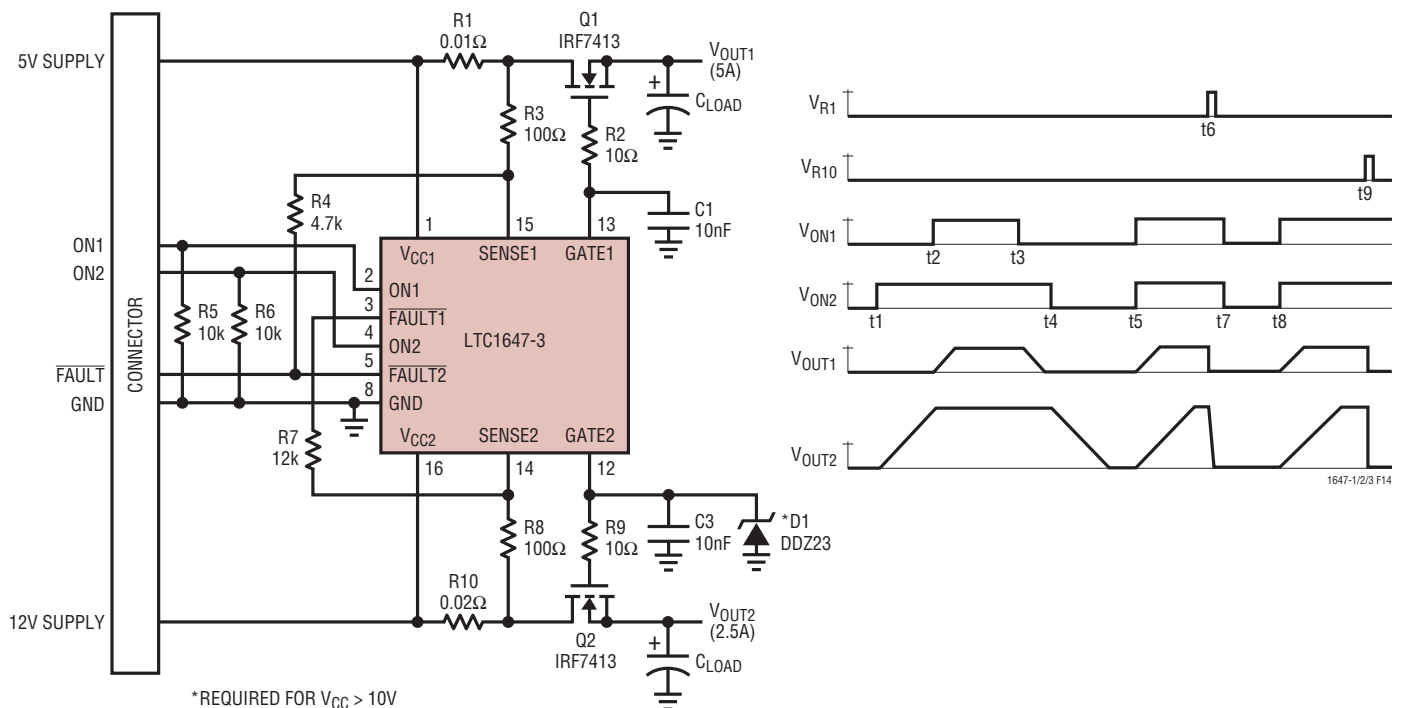 R1
0.01Ω
Q1
IRF7413
5V SUPPLY
VOUT1
(5A)
+
CLOAD
R3
100Ω
R2
10Ω
R4
4.7k
C1
10nF
1
15
13
ON1
ON2
VCC1
SENSE1
GATE1
2
ON1
3
FAULT1
4
ON2
5
FAULT2
8
GND
LTC1647-3
R5
10k
R6
10k
CONNECTOR
FAULT
GND
R7
12k
VCC2
SENSE2
GATE2
16
14
12
R8
100Ω
R9
10Ω
C3
10nF
*D1
DDZ23
R10
0.02Ω
12V SUPPLY
Q2
IRF7413
VOUT2
(2.5A)
+
CLOAD
*REQUIRED FOR VCC > 10V
VR1
t6
VR10
t9
VON1
t2
t3
VON2
t1
t4
t5
t7
t8
VOUT1
VOUT2
1647-1/2/3 F14